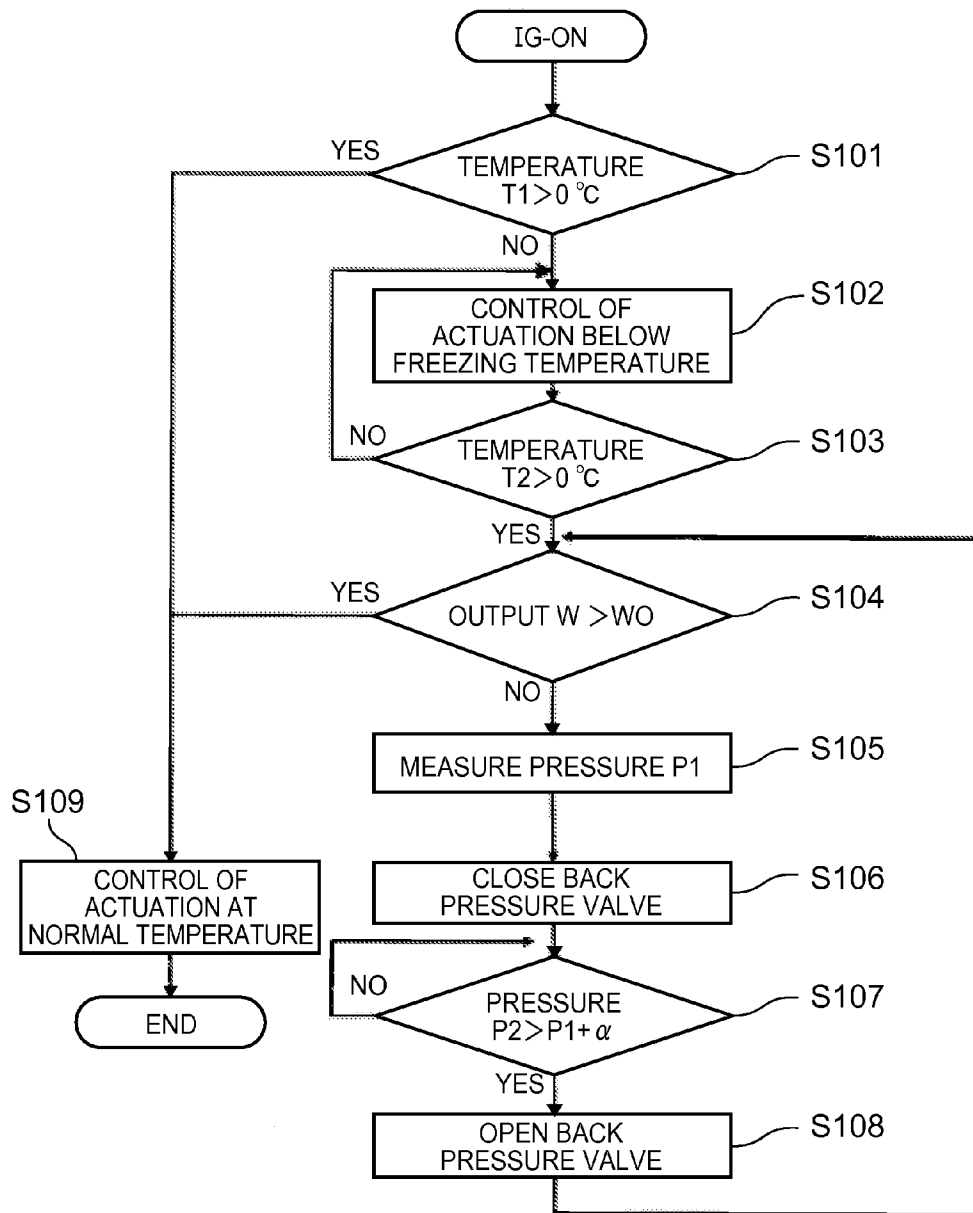 IG-ON
YES
TEMPERATURE
T1>0 ℃
S101
NO
CONTROL OF
ACTUATION BELOW
FREEZING TEMPERATURE
S102
NO
TEMPERATURE
T2>0 ℃
S103
YES
YES
OUTPUT W >WO
S104
NO
MEASURE PRESSURE P1
S105
S109
CONTROL OF
ACTUATION AT
NORMAL TEMPERATURE
CLOSE BACK
PRESSURE VALVE
S106
NO
PRESSURE
P2>P1+α
S107
END
YES
OPEN BACK
PRESSURE VALVE
S108